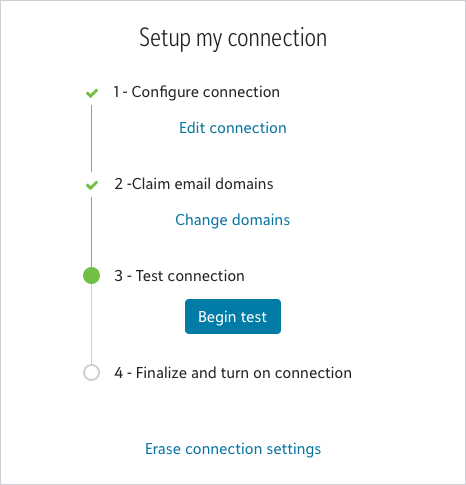 Setup my connection
1 - Configure connection
Edit connection
2 -Claim email domains
Change domains
3 - Test connection
Begin test
4 - Finalize and turn on connection
Erase connection settings